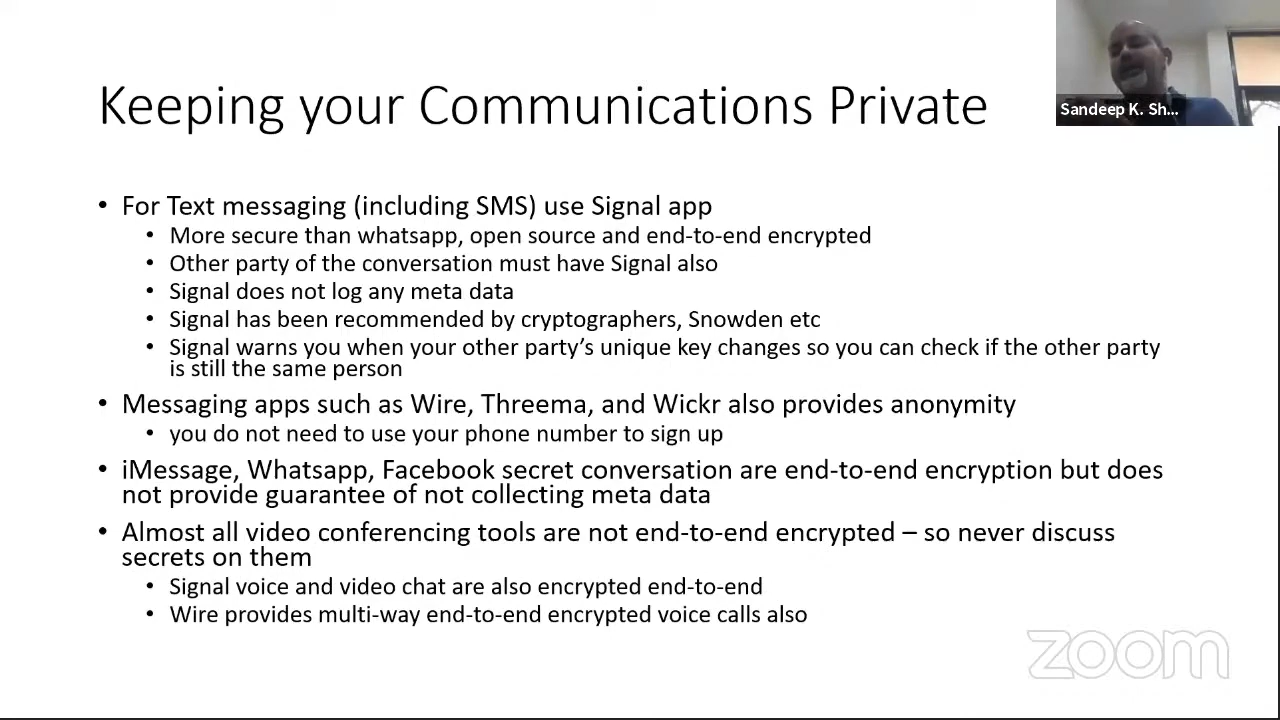 Keeping your Communications Private
Sandeep K. Sh...
• For Text messaging (including SMS) use Signal app
• More secure than whatsapp, open source and end-to-end encrypted
• Other party of the conversation must have Signal also
• Signal does not log any meta data
• Signal has been recommended by cryptographers, Snowden etc
• Signal warns you when your other party’s unique key changes so you can check if the other party
is still the same person
• Messaging apps such as Wire, Threema, and Wickr also provides anonymity
• you do not need to use your phone number to sign up
• iMessage, Whatsapp, Facebook secret conversation are end-to-end encryption but does
not provide guarantee of not collecting meta data
• Almost all video conferencing tools are not end-to-end encrypted – so never discuss
secrets on them
• Signal voice and video chat are also encrypted end-to-end
• Wire provides multi-way end-to-end encrypted voice calls also
zoom